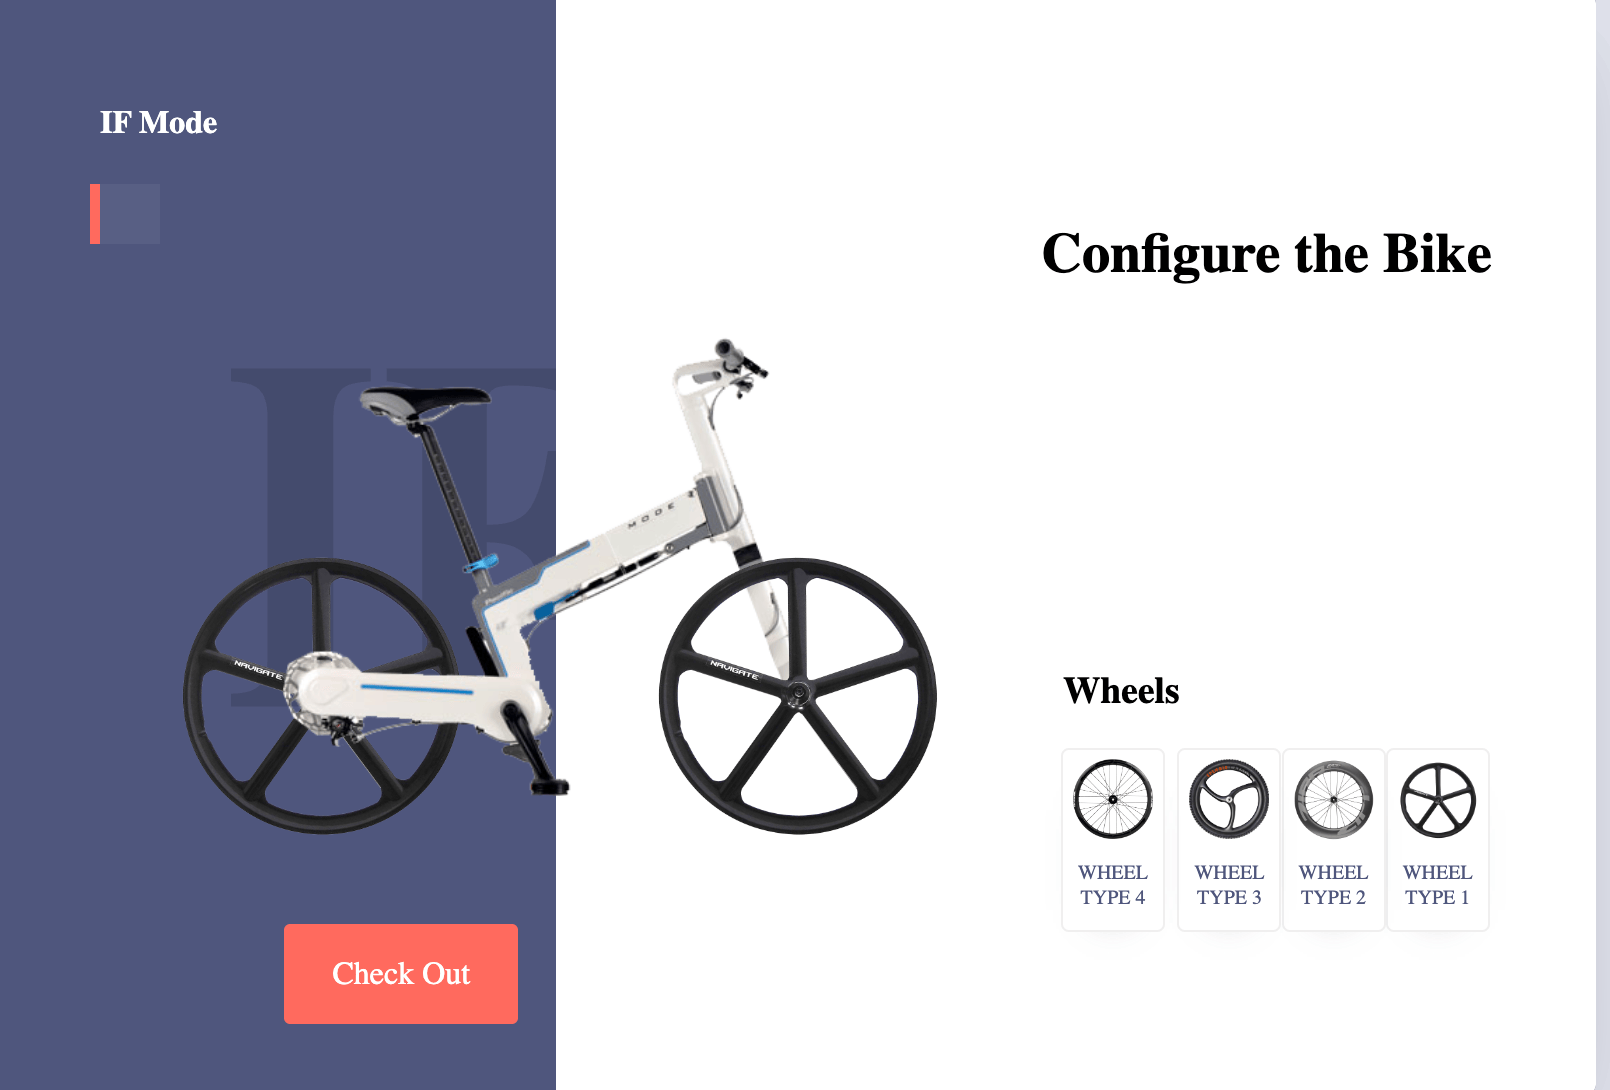 IF Mode
Configure the Bike
IF
MODE
Pacific
NAVIGATE
NAVIGATE
Wheels
WHEEL
TYPE 4
WHEEL
TYPE 3
WHEEL
TYPE 2
WHEEL
TYPE 1
Check Out